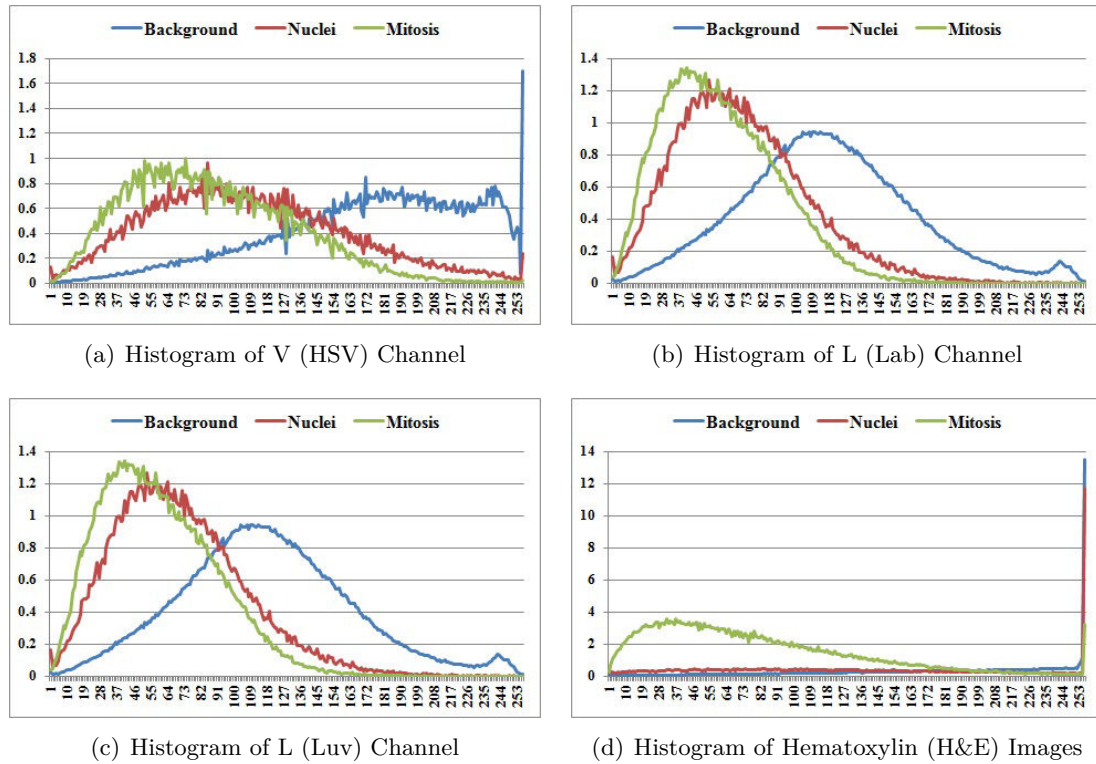 Background Nuclei Mitosis
1.8
1.6
1.4
1.2
1
0.8
0.6
0.4
0.2
0
1 10 19 28 37 46 55 64 73 82 91 100 109 118 127 136 145 154 163 172 181 190 199 208 217 226 235 244 253
(a) Histogram of V (HSV) Channel
Background Nuclei Mitosis
1.4
1.2
1
0.8
0.6
0.4
0.2
0
1 10 19 28 37 46 55 64 73 82 91 100 109 118 127 136 145 154 163 172 181 190 199 208 217 226 235 244 253
(b) Histogram of L (Lab) Channel
Background Nuclei Mitosis
1.4
1.2
1
0.8
0.6
0.4
0.2
0
1 10 19 28 37 46 55 64 73 82 91 100 109 118 127 136 145 154 163 172 181 190 199 208 217 226 235 244 253
(c) Histogram of L (Luv) Channel
Background Nuclei Mitosis
14
12
10
8
6
4
2
0
1 10 19 28 37 46 55 64 73 82 91 100 109 118 127 136 145 154 163 172 181 190 199 208 217 226 235 244 253
(d) Histogram of Hematoxylin (H&E) Images